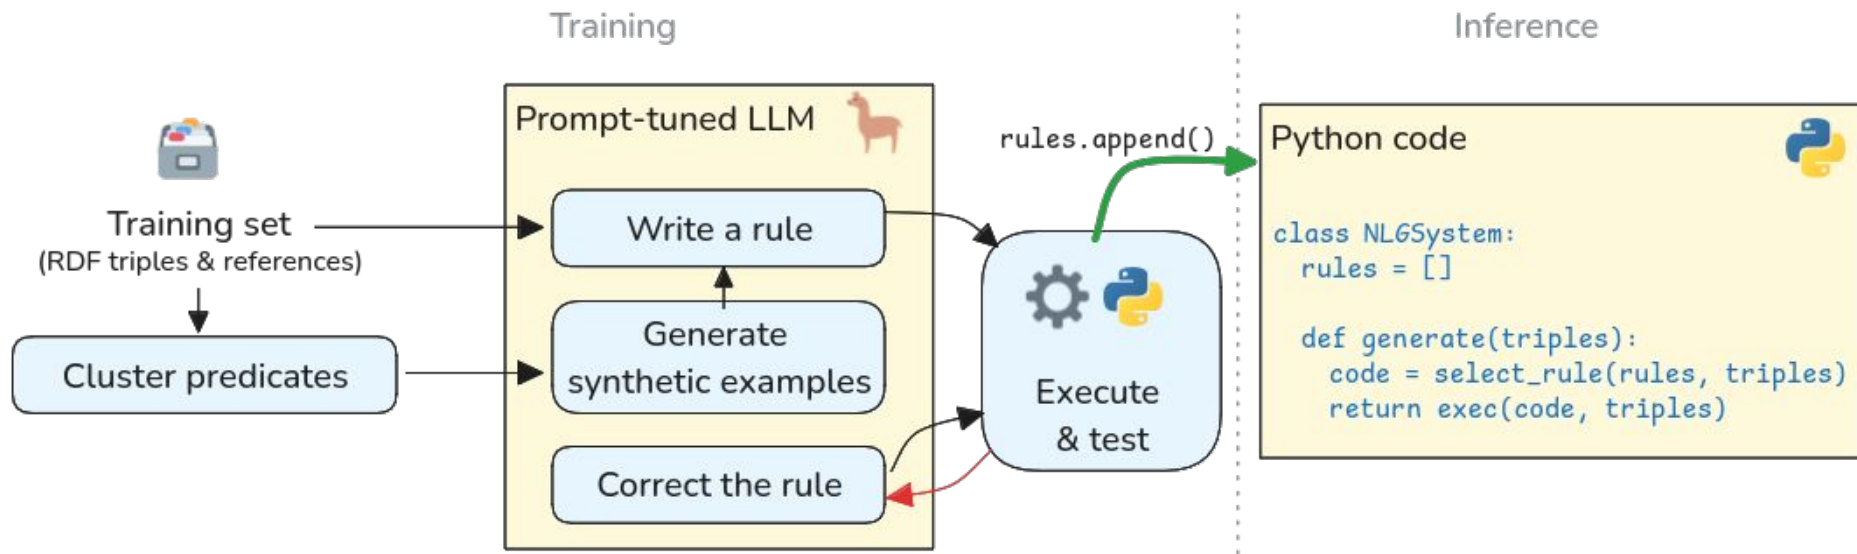 Training
Inference
Training set
(RDF triples & references)
Cluster predicates
Prompt-tuned LLM
Write a rule
Generate
synthetic examples
Correct the rule
rules.append()
Execute
& test
Python code
class NLGSystem:
rules = []
def generate(triples):
code = select_rule(rules, triples)
return exec(code, triples)